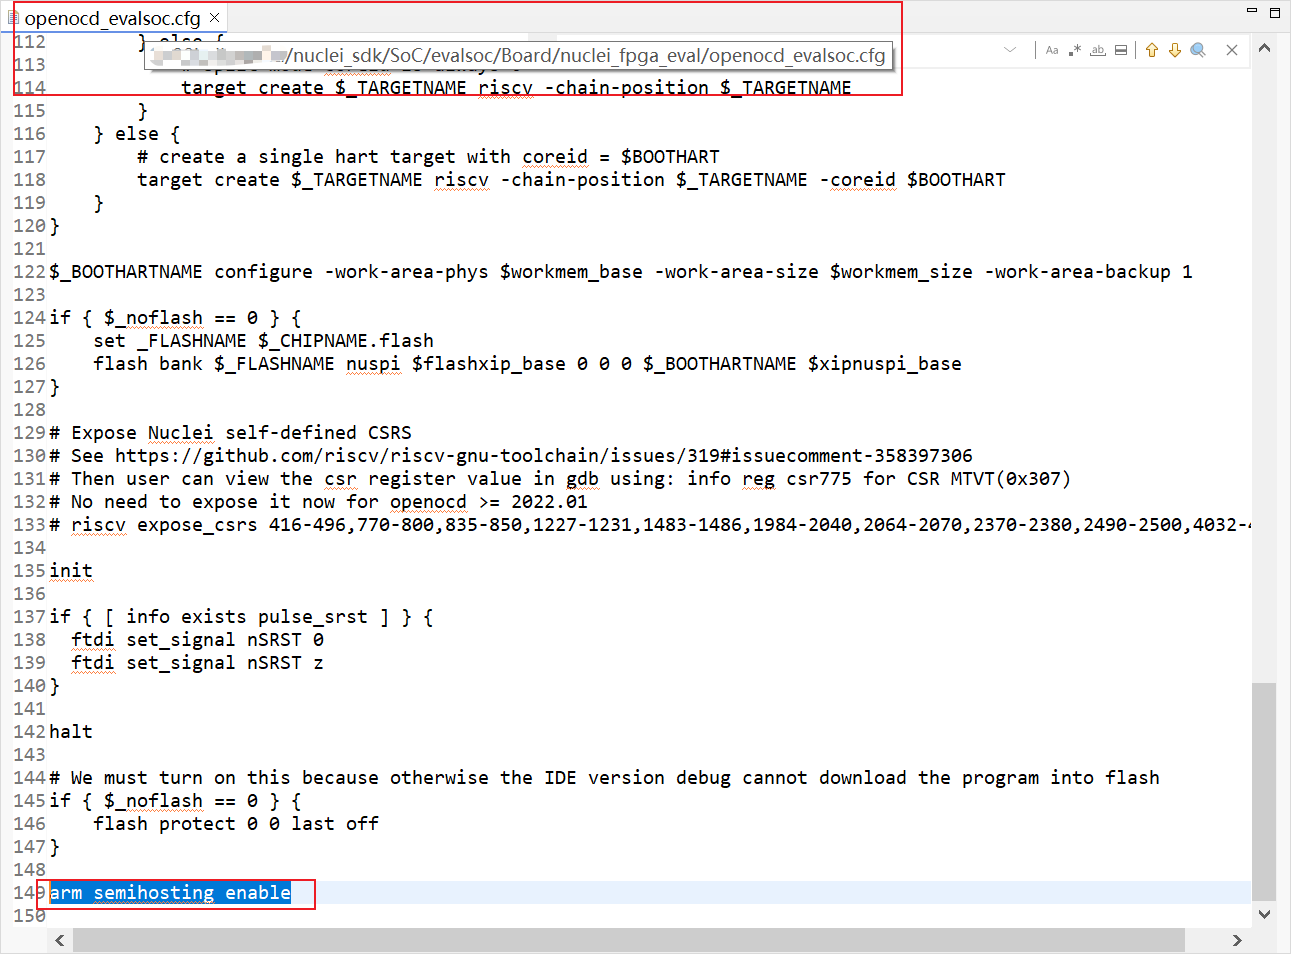 openocd_evalsoc.cfg
112 } else {
/nuclei_sdk/SoC/evalsoc/Board/nuclei_fpga_eval/openocd_evalsoc.cfg
Aa .* ab
113
114 target create $_TARGETNAME riscv -chain-position $_TARGETNAME
115 }
116 } else {
117 # create a single hart target with coreid = $BOOTHART
118 target create $_TARGETNAME riscv -chain-position $_TARGETNAME -coreid $BOOTHART
119 }
120 }
121
122 $_BOOTHARTNAME configure -work-area-phys $workmem_base -work-area-size $workmem_size -work-area-backup 1
123
124 if { $_noflash == 0 } {
125 set _FLASHNAME $_CHIPNAME.flash
126 flash bank $_FLASHNAME nuspi $flashxip_base 0 0 0 $_BOOTHARTNAME $xipnuspi_base
127 }
128
129 # Expose Nuclei self-defined CSRS
130 # See https://github.com/riscv/riscv-gnu-toolchain/issues/319#issuecomment-358397306
131 # Then user can view the csr register value in gdb using: info reg csr775 for CSR MTVT(0x307)
132 # No need to expose it now for openocd >= 2022.01
133 # riscv expose_csrs 416-496,770-800,835-850,1227-1231,1483-1486,1984-2040,2064-2070,2370-2380,2490-2500,4032-
134
135 init
136
137 if { [ info exists pulse_srst ] } {
138 ftdi set_signal nSRST 0
139 ftdi set_signal nSRST z
140 }
141
142 halt
143
144 # We must turn on this because otherwise the IDE version debug cannot download the program into flash
145 if { $_noflash == 0 } {
146 flash protect 0 0 last off
147 }
148
149 arm semihosting enable
150